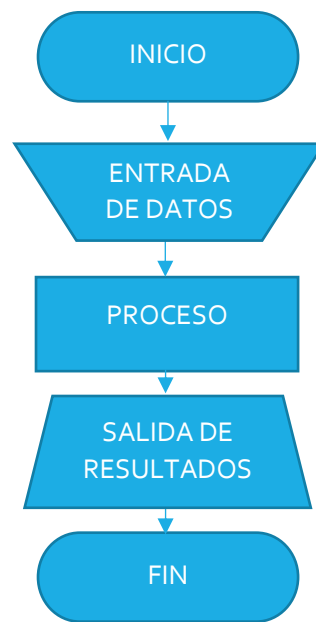 INICIO
ENTRADA
DE DATOS
PROCESO
SALIDA DE
RESULTADOS
FIN